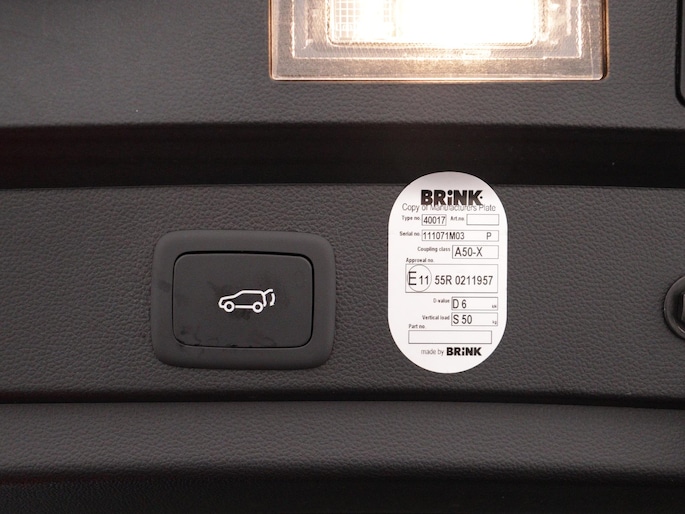 BRiNK
Copy of Manufacturers Plate
Type no 40017 Art.no.
Serial no. 111071M03 P
Coupling class A50-X
Approval no.
E11 55R 0211957
D-value D 6 kN
Vertical load S 50 kg
Part no.
made by BRiNK